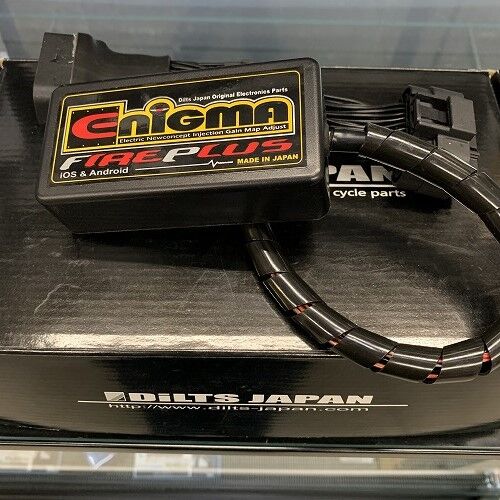 Dilts Japan Original Electronics Parts
EniGMA
Electric Newconcept Injection Gain Map Adjust
FIREPLUS
iOS & Android
MADE IN JAPAN
PAN
cycle parts
DiLTS JAPAN
http://www.dilts-japan.com